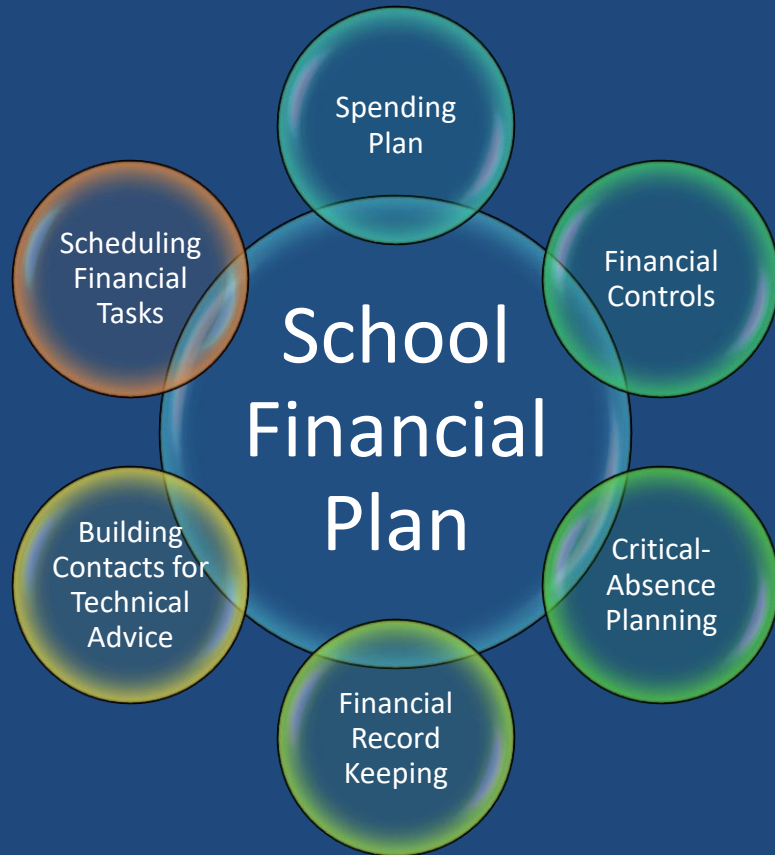 Spending
Plan
Scheduling
Financial
Tasks
Financial
Controls
School
Financial
Plan
Building
Contacts for
Technical
Advice
Critical-
Absence
Planning
Financial
Record
Keeping